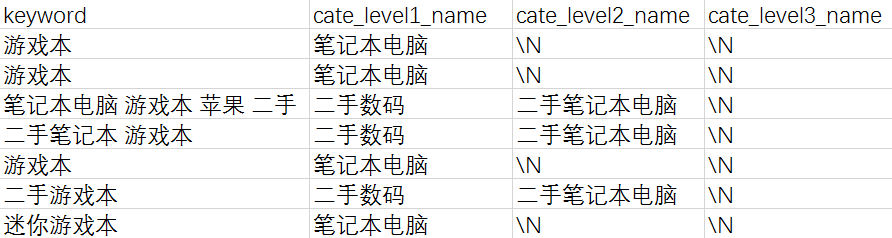 keyword cate_level1_name cate_level2_name cate_level3_name
游戏本 笔记本电脑 \N \N
游戏本 笔记本电脑 \N \N
笔记本电脑 游戏本 苹果 二手 二手数码 二手笔记本电脑 \N
二手笔记本 游戏本 二手数码 二手笔记本电脑 \N
游戏本 笔记本电脑 \N \N
二手游戏本 二手数码 二手笔记本电脑 \N
迷你游戏本 笔记本电脑 \N \N